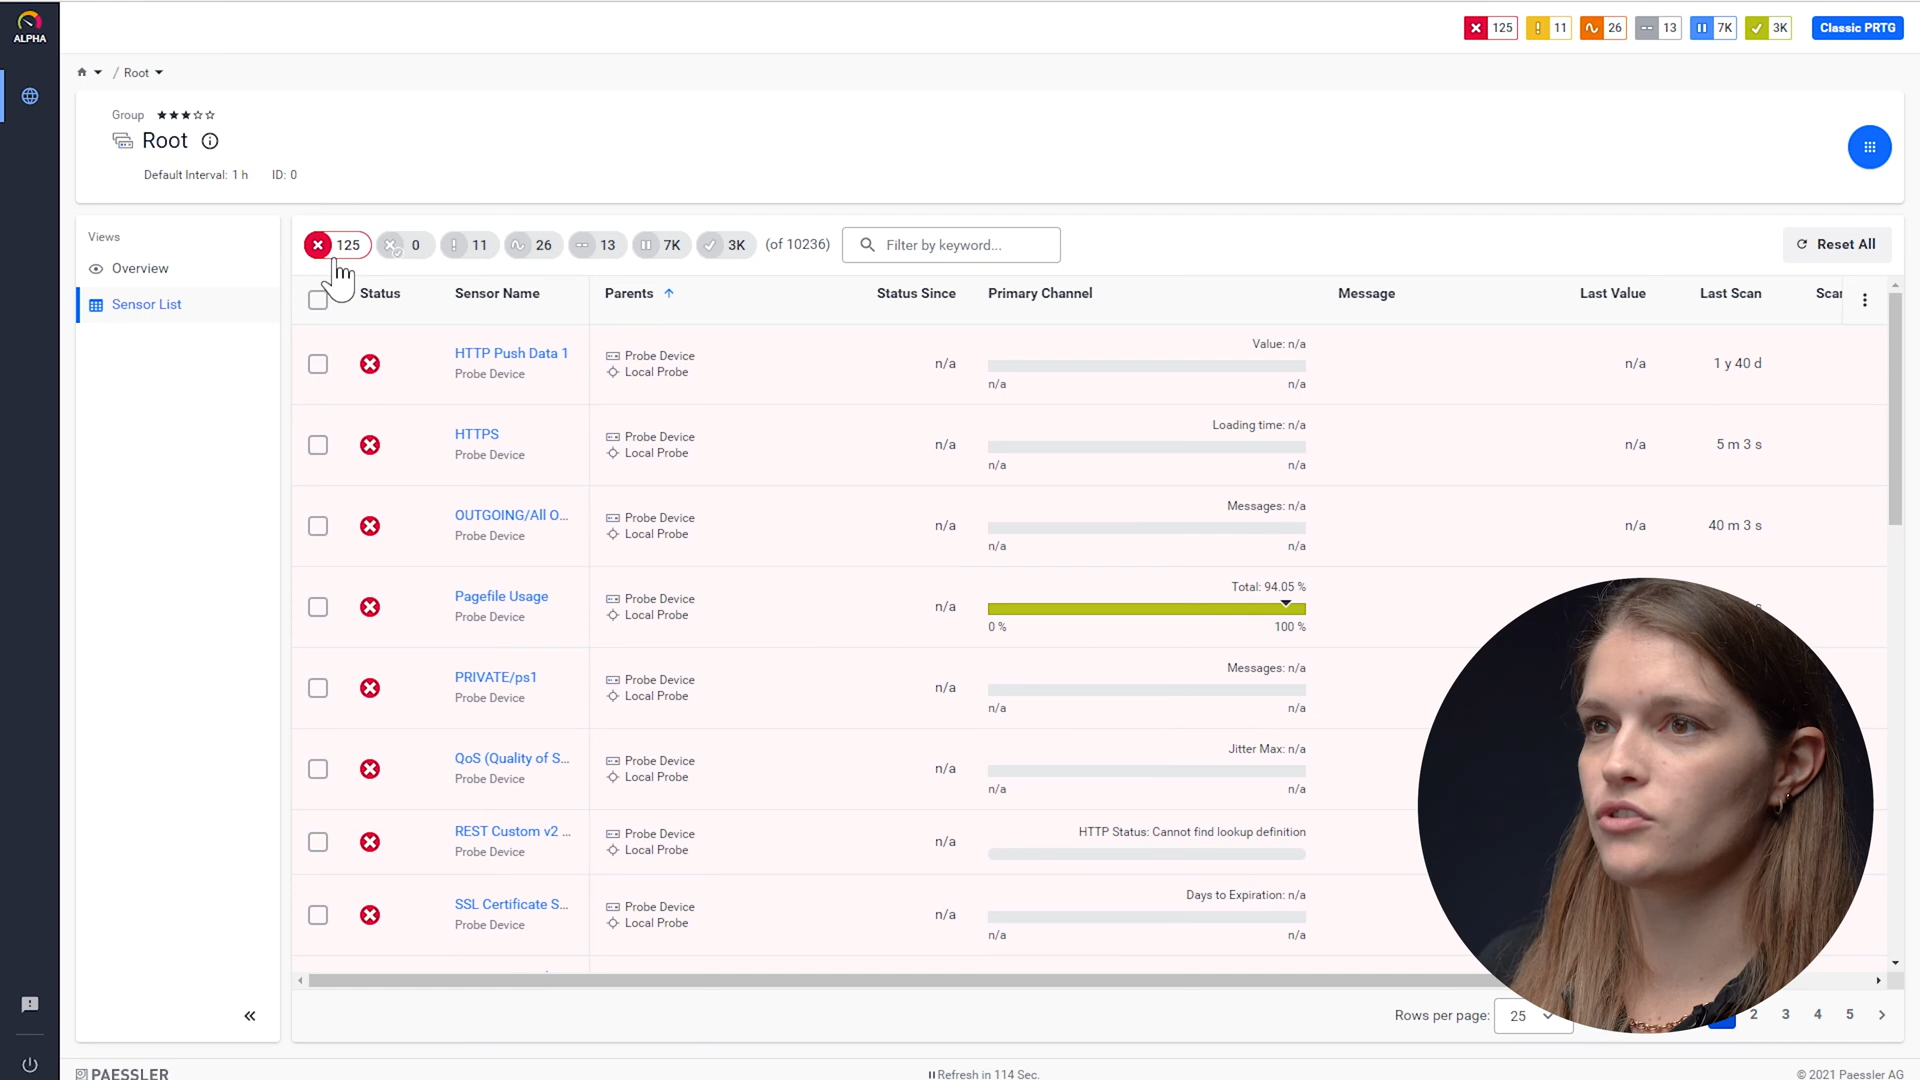 ALPHA
125 11 26 13 7K 3K Classic PRTG
/ Root
Group ★★★☆☆
Root
Default Interval: 1 h ID: 0
Views
Overview
Sensor List
125 0 11 26 13 7K 3K (of 10236) Filter by keyword... Reset All
Status Sensor Name Parents Status Since Primary Channel Message Last Value Last Scan Scan
HTTP Push Data 1
Probe Device
Probe Device
Local Probe
n/a
Value: n/a
n/a n/a
n/a
1 y 40 d
HTTPS
Probe Device
Probe Device
Local Probe
n/a
Loading time: n/a
n/a n/a
n/a
5 m 3 s
OUTGOING/All O...
Probe Device
Probe Device
Local Probe
n/a
Messages: n/a
n/a n/a
n/a
40 m 3 s
Pagefile Usage
Probe Device
Probe Device
Local Probe
n/a
Total: 94.05 %
0 % 100 %
PRIVATE/ps1
Probe Device
Probe Device
Local Probe
n/a
Messages: n/a
n/a n/a
QoS (Quality of S...
Probe Device
Probe Device
Local Probe
n/a
Jitter Max: n/a
n/a n/a
REST Custom v2 ...
Probe Device
Probe Device
Local Probe
n/a
HTTP Status: Cannot find lookup definition
SSL Certificate S...
Probe Device
Probe Device
Local Probe
n/a
Days to Expiration: n/a
n/a n/a
Rows per page: 25 2 3 4 5
PAESSLER
Refresh in 114 Sec.
© 2021 Paessler AG